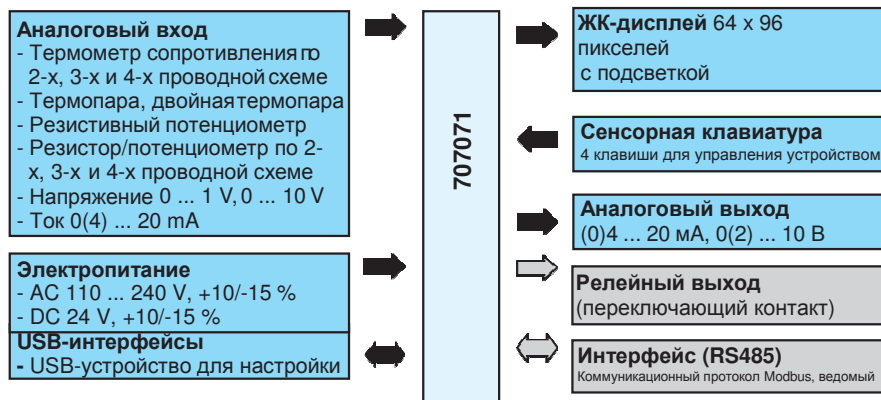 Аналоговый вход
- Термометр сопротивления по
2-х, 3-х и 4-х проводной схеме
- Термопара, двойная термопара
- Резистивный потенциометр
- Резистор/потенциометр по 2-
х, 3-х и 4-х проводной схеме
- Напряжение 0 ... 1 V, 0 ... 10 V
- Ток 0(4) ... 20 mA
Электропитание
- AC 110 ... 240 V, +10/-15 %
- DC 24 V, +10/-15 %
USB-интерфейсы
- USB-устройство для настройки
707071
ЖК-дисплей 64 x 96
пикселей
с подсветкой
Сенсорная клавиатура
4 клавиши для управления устройством
Аналоговый выход
(0)4 ... 20 мА, 0(2) ... 10 В
Релейный выход
(переключающий контакт)
Интерфейс (RS485)
Коммуникационный протокол Modbus, ведомый